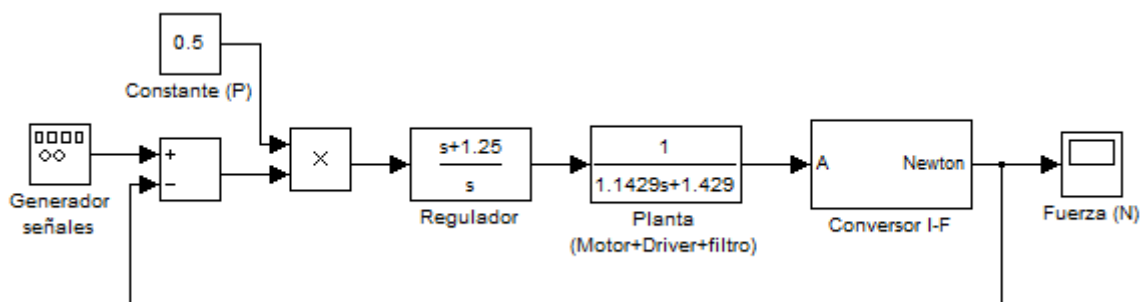 0.5
Constante (P)
+
−
Generador
señales
×
s+1.25
s
Regulador
1
1.1429s+1.429
Planta
(Motor+Driver+filtro)
A
Newton
Conversor I-F
Fuerza (N)